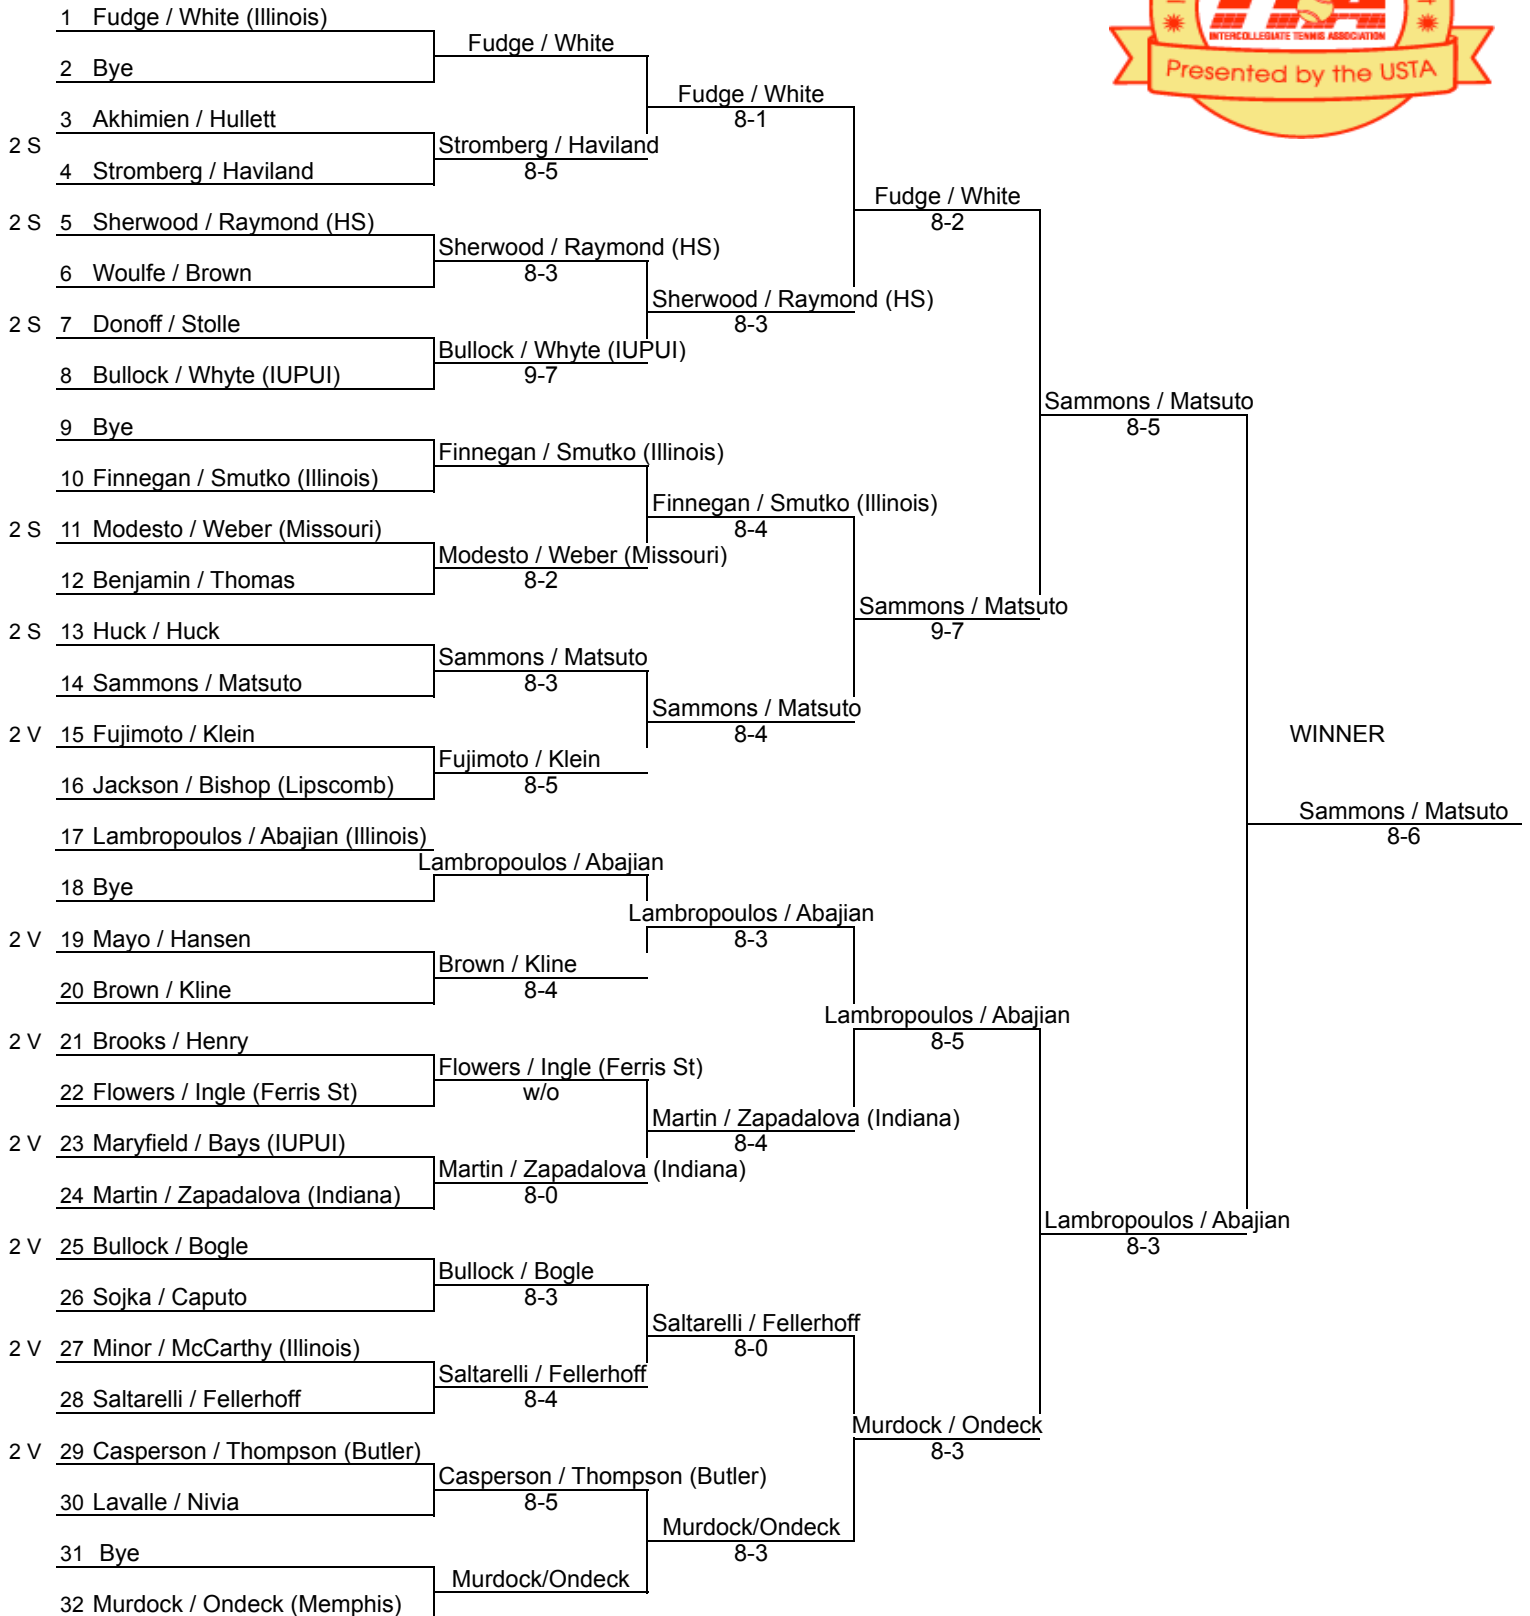 INTERCOLLEGIATE TENNIS ASSOCIATION
Presented by the USTA
1 Fudge / White (Illinois)
Fudge / White
2 Bye
Fudge / White
8-1
3 Akhimien / Hullett
2 S
Stromberg / Haviland
8-5
4 Stromberg / Haviland
Fudge / White
8-2
2 S 5 Sherwood / Raymond (HS)
Sherwood / Raymond (HS)
8-3
6 Woulfe / Brown
Sherwood / Raymond (HS)
8-3
2 S 7 Donoff / Stolle
Bullock / Whyte (IUPUI)
9-7
8 Bullock / Whyte (IUPUI)
Sammons / Matsuto
8-5
9 Bye
Finnegan / Smutko (Illinois)
10 Finnegan / Smutko (Illinois)
Finnegan / Smutko (Illinois)
8-4
2 S 11 Modesto / Weber (Missouri)
Modesto / Weber (Missouri)
8-2
12 Benjamin / Thomas
Sammons / Matsuto
9-7
2 S 13 Huck / Huck
Sammons / Matsuto
8-3
14 Sammons / Matsuto
Sammons / Matsuto
8-4
2 V 15 Fujimoto / Klein
WINNER
Fujimoto / Klein
8-5
16 Jackson / Bishop (Lipscomb)
Sammons / Matsuto
8-6
17 Lambropoulos / Abajian (Illinois)
Lambropoulos / Abajian
18 Bye
Lambropoulos / Abajian
8-3
2 V 19 Mayo / Hansen
Brown / Kline
8-4
20 Brown / Kline
Lambropoulos / Abajian
8-5
2 V 21 Brooks / Henry
Flowers / Ingle (Ferris St)
w/o
22 Flowers / Ingle (Ferris St)
Martin / Zapadalova (Indiana)
8-4
2 V 23 Maryfield / Bays (IUPUI)
Martin / Zapadalova (Indiana)
8-0
24 Martin / Zapadalova (Indiana)
Lambropoulos / Abajian
8-3
2 V 25 Bullock / Bogle
Bullock / Bogle
8-3
26 Sojka / Caputo
Saltarelli / Fellerhoff
8-0
2 V 27 Minor / McCarthy (Illinois)
Saltarelli / Fellerhoff
8-4
28 Saltarelli / Fellerhoff
Murdock / Ondeck
8-3
2 V 29 Casperson / Thompson (Butler)
Casperson / Thompson (Butler)
8-5
30 Lavalle / Nivia
Murdock/Ondeck
8-3
31 Bye
Murdock/Ondeck
32 Murdock / Ondeck (Memphis)